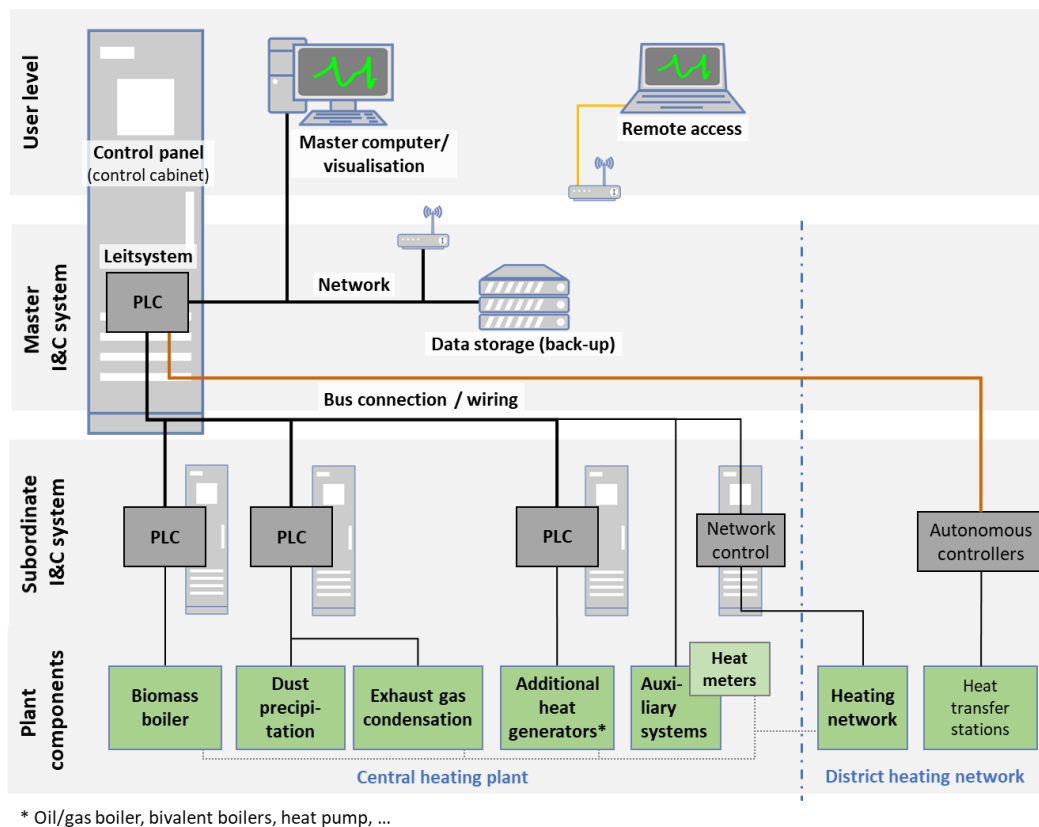 User level
Control panel
(control cabinet)
Master computer/
visualisation
Remote access
Master
I&C system
Leitsystem
PLC
Network
Data storage (back-up)
Bus connection / wiring
Subordinate
I&C system
PLC
PLC
PLC
Network
control
Autonomous
controllers
Plant
components
Biomass
boiler
Dust
precipi-
tation
Exhaust gas
condensation
Additional
heat
generators*
Auxi-
liary
systems
Heat
meters
Heating
network
Heat
transfer
stations
Central heating plant
District heating network
* Oil/gas boiler, bivalent boilers, heat pump, ...